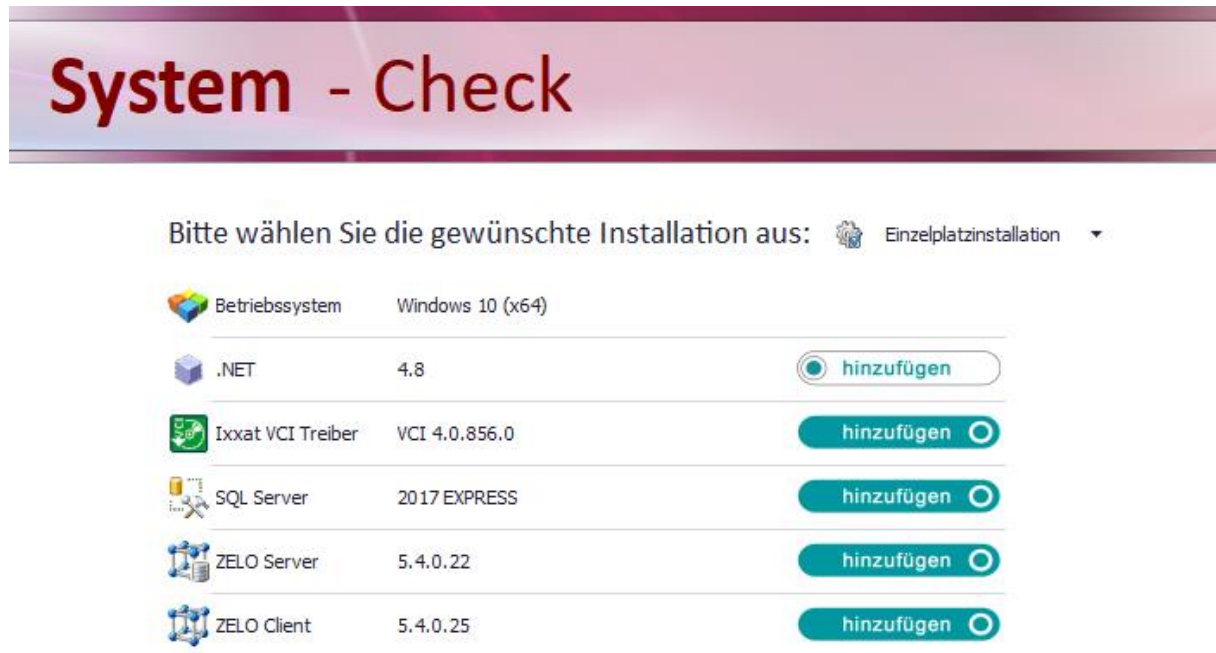 System - Check
Bitte wählen Sie die gewünschte Installation aus: Einzelplatzinstallation
Betriebssystem Windows 10 (x64)
.NET 4.8 hinzufügen
Ixxat VCI Treiber VCI 4.0.856.0 hinzufügen
SQL Server 2017 EXPRESS hinzufügen
ZELO Server 5.4.0.22 hinzufügen
ZELO Client 5.4.0.25 hinzufügen